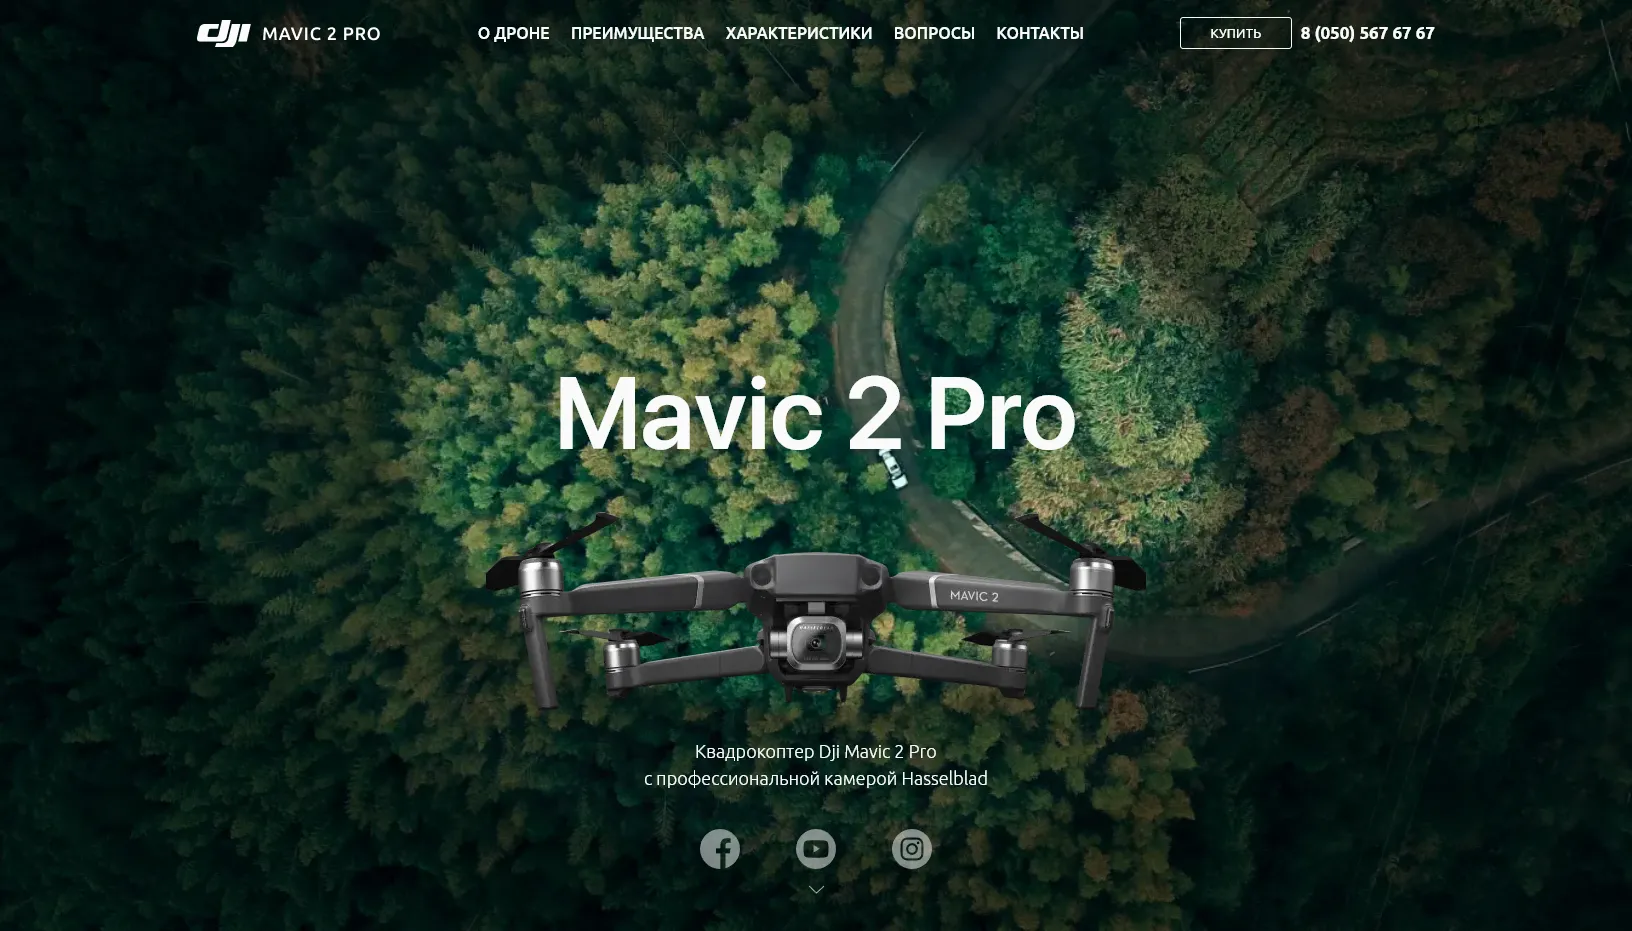 dji MAVIC 2 PRO
О ДРОНЕ ПРЕИМУЩЕСТВА ХАРАКТЕРИСТИКИ ВОПРОСЫ КОНТАКТЫ
КУПИТЬ 8 (050) 567 67 67
Mavic 2 Pro
MAVIC 2
HASSELBLAD
Квадрокоптер Dji Mavic 2 Pro
с профессиональной камерой Hasselblad